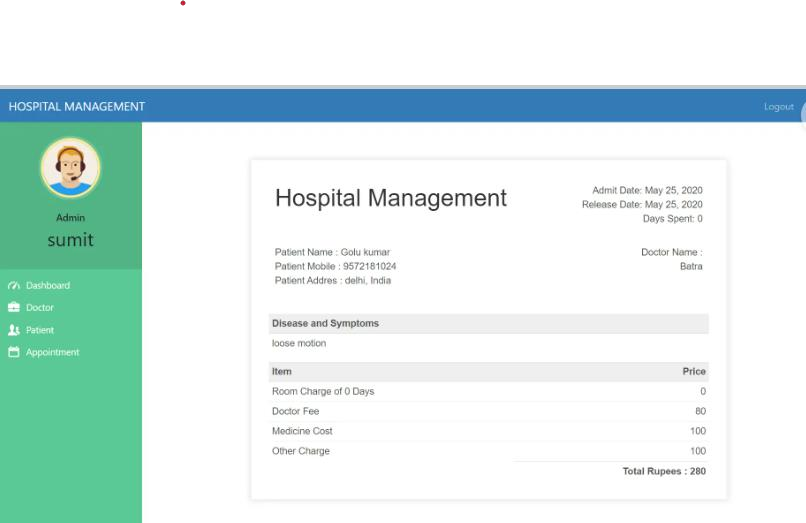 HOSPITAL MANAGEMENT
Logout
Admin
sumit
Dashboard
Doctor
Patient
Appointment
Hospital Management
Admit Date: May 25, 2020
Release Date: May 25, 2020
Days Spent: 0
Patient Name : Golu kumar
Patient Mobile : 9572181024
Patient Addres : delhi, India
Doctor Name :
Batra
Disease and Symptoms
loose motion
Item Price
Room Charge of 0 Days 0
Doctor Fee 80
Medicine Cost 100
Other Charge 100
Total Rupees : 280